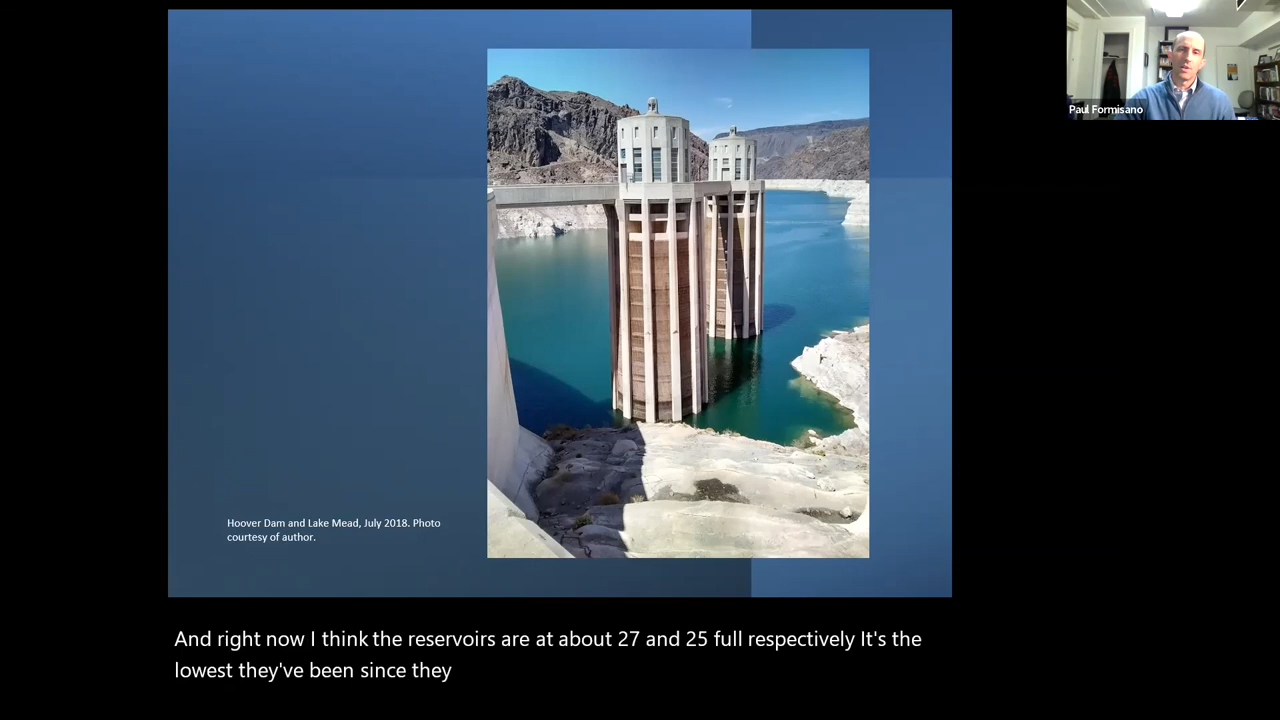 Paul Formisano
Hoover Dam and Lake Mead, July 2018. Photo
courtesy of author.
And right now I think the reservoirs are at about 27 and 25 full respectively It's the
lowest they've been since they